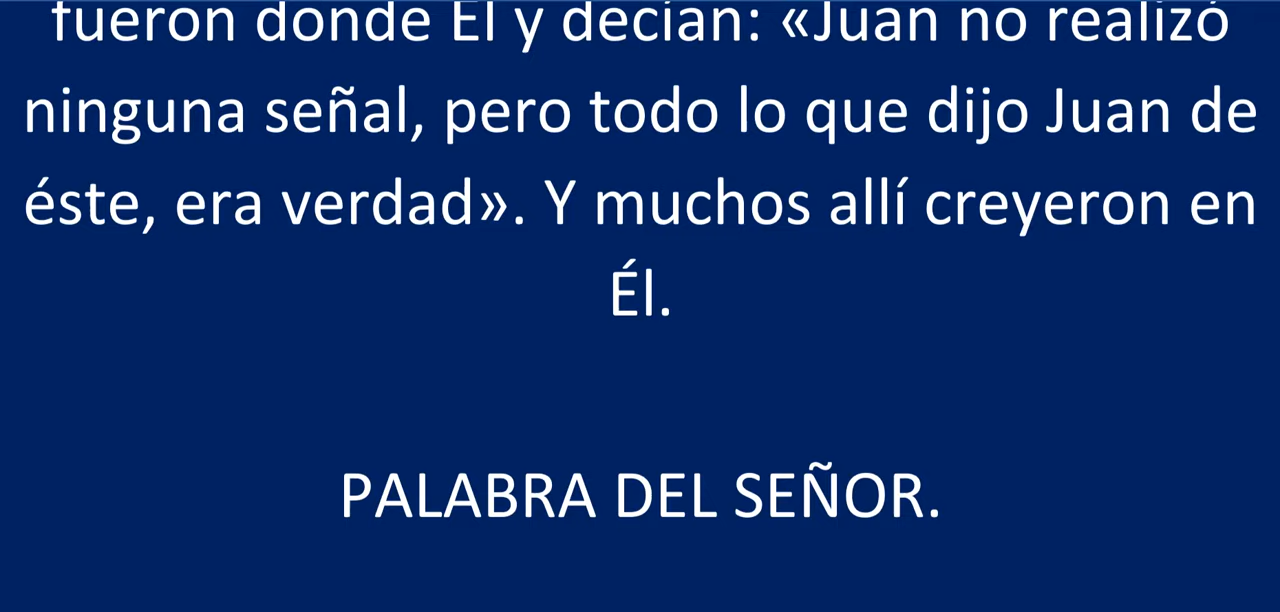 fueron donde Él y decían: «Juan no realizó
ninguna señal, pero todo lo que dijo Juan de
éste, era verdad». Y muchos allí creyeron en
Él.
PALABRA DEL SEÑOR.